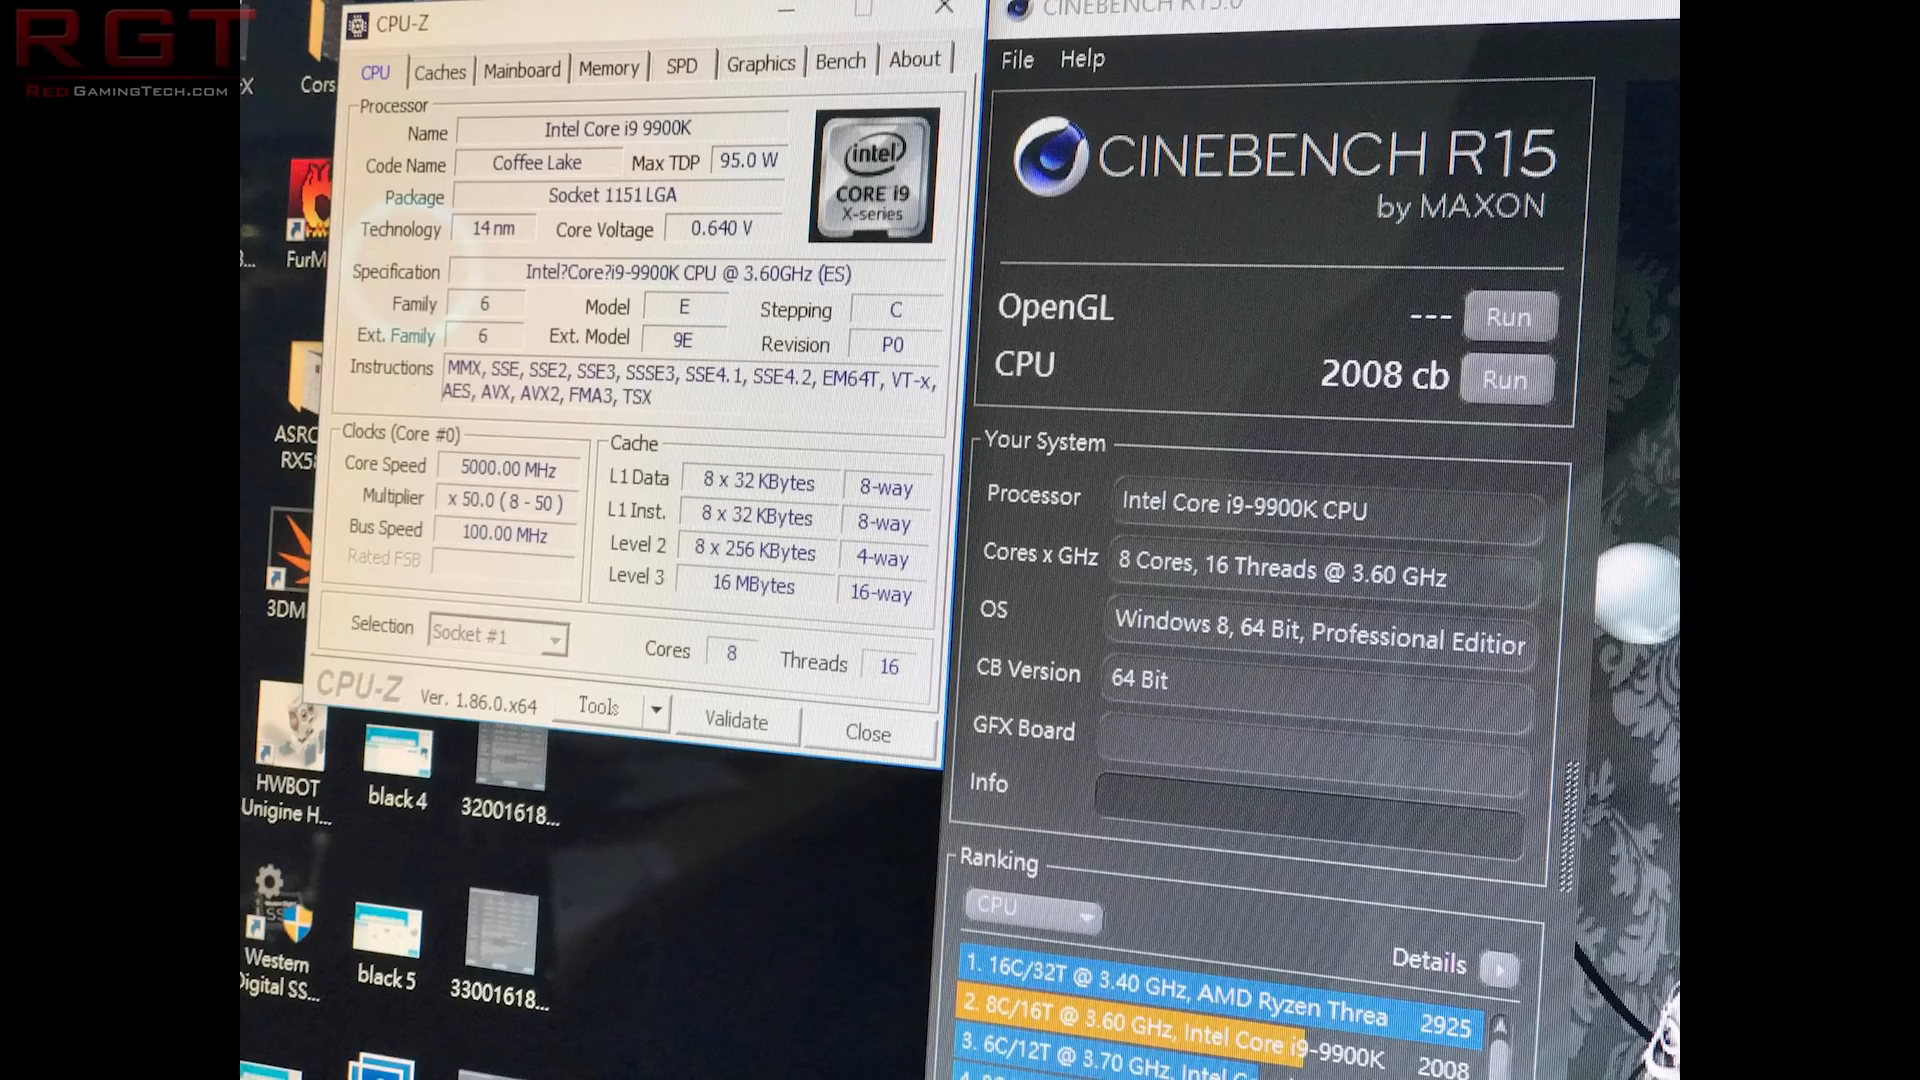 RGT
REDGAMINGTECH.COM
CPU-Z
CPU
Caches
Mainboard
Memory
SPD
Graphics
Bench
About
Processor
Name
Intel Core i9 9900K
Code Name
Coffee Lake
Max TDP
95.0 W
Package
Socket 1151 LGA
Technology
14 nm
Core Voltage
0.640 V
intel
CORE i9
X-series
Specification
Intel?Core?i9-9900K CPU @ 3.60GHz (ES)
Family
6
Model
E
Stepping
C
Ext. Family
6
Ext. Model
9E
Revision
P0
Instructions
MMX, SSE, SSE2, SSE3, SSSE3, SSE4.1, SSE4.2, EM64T, VT-x,
AES, AVX, AVX2, FMA3, TSX
Clocks (Core #0)
Core Speed
5000.00 MHz
Multiplier
x 50.0 ( 8 - 50 )
Bus Speed
100.00 MHz
Rated FSB
Cache
L1 Data
8 x 32 KBytes
8-way
L1 Inst.
8 x 32 KBytes
8-way
Level 2
8 x 256 KBytes
4-way
Level 3
16 MBytes
16-way
Selection
Socket #1
Cores
8
Threads
16
CPU-Z
Ver. 1.86.0.x64
Tools
Validate
Close
CINEBENCH R15.0
File
Help
CINEBENCH R15
by MAXON
OpenGL
---
Run
CPU
2008 cb
Run
Your System
Processor
Intel Core i9-9900K CPU
Cores x GHz
8 Cores, 16 Threads @ 3.60 GHz
OS
Windows 8, 64 Bit, Professional Edition
CB Version
64 Bit
GFX Board
Info
Ranking
CPU
Details
1. 16C/32T @ 3.40 GHz, AMD Ryzen Threa 2925
2. 8C/16T @ 3.60 GHz, Intel Core i9-9900K 2008
3. 6C/12T @ 3.70 GHz, Intel C
Cors
FurM
ASRC
RX5
3DM
HWBOT
Unigine H...
black 4
32001618...
Western
Digital SS...
black 5
33001618...